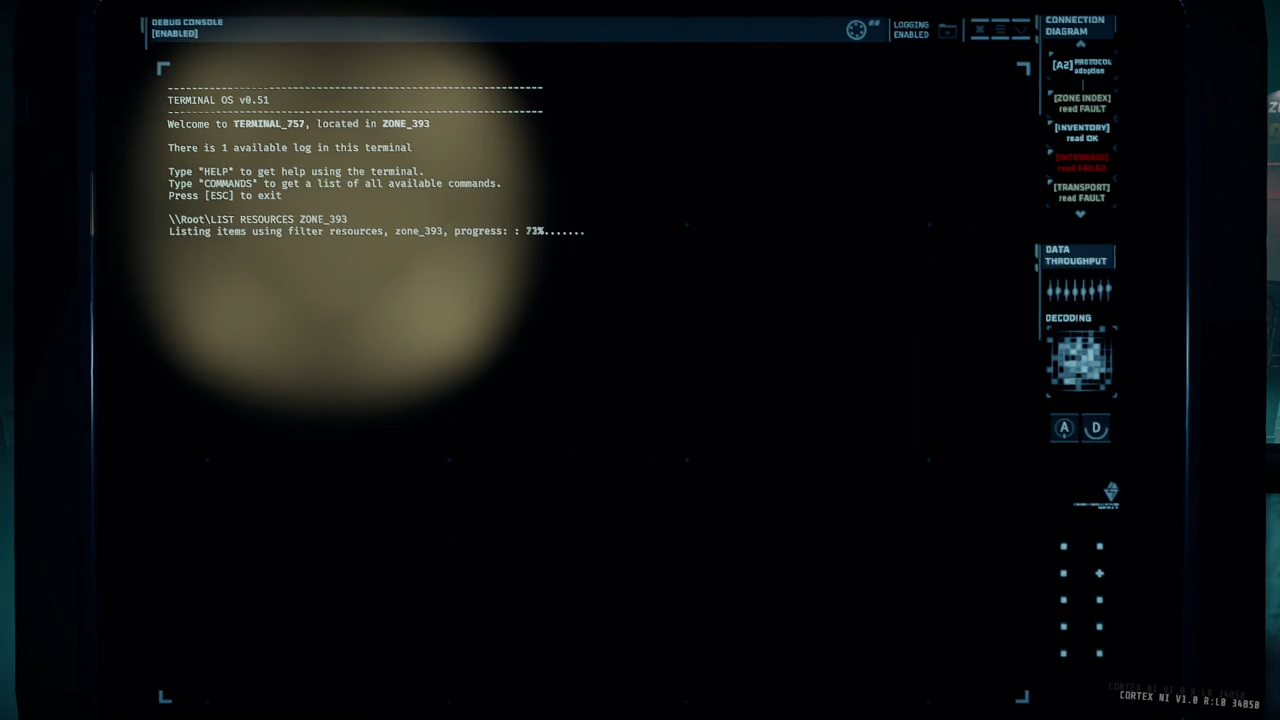 DEBUG CONSOLE
[ENABLED]
LOGGING
ENABLED
CONNECTION
DIAGRAM
[A2] PROTOCOL
adaption
[ZONE INDEX]
read FAULT
[INVENTORY]
read OK
read FAILED
[TRANSPORT]
read FAULT
DATA
THROUGHPUT
DECODING
A D
-----------------------------------------------------------------
TERMINAL OS v0.51
-----------------------------------------------------------------
Welcome to TERMINAL_757, located in ZONE_393
There is 1 available log in this terminal
Type "HELP" to get help using the terminal.
Type "COMMANDS" to get a list of all available commands.
Press [ESC] to exit
\\Root\LIST RESOURCES ZONE_393
Listing items using filter resources, zone_393, progress: : 73%.......
CORTEX NI V1.0 R:L0 34850